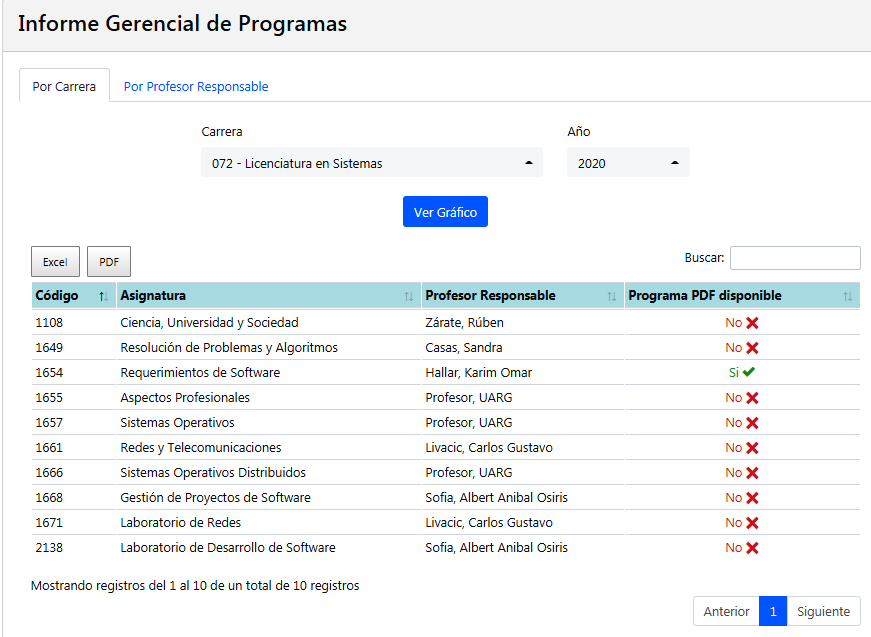 Informe Gerencial de Programas
Por Carrera Por Profesor Responsable
Carrera Año
072 - Licenciatura en Sistemas 2020
Ver Gráfico
Excel PDF Buscar:
Código Asignatura Profesor Responsable Programa PDF disponible
1108 Ciencia, Universidad y Sociedad Zárate, Rúben No
1649 Resolución de Problemas y Algoritmos Casas, Sandra No
1654 Requerimientos de Software Hallar, Karim Omar Si
1655 Aspectos Profesionales Profesor, UARG No
1657 Sistemas Operativos Profesor, UARG No
1661 Redes y Telecomunicaciones Livacic, Carlos Gustavo No
1666 Sistemas Operativos Distribuidos Profesor, UARG No
1668 Gestión de Proyectos de Software Sofia, Albert Anibal Osiris No
1671 Laboratorio de Redes Livacic, Carlos Gustavo No
2138 Laboratorio de Desarrollo de Software Sofia, Albert Anibal Osiris No
Mostrando registros del 1 al 10 de un total de 10 registros
Anterior 1 Siguiente